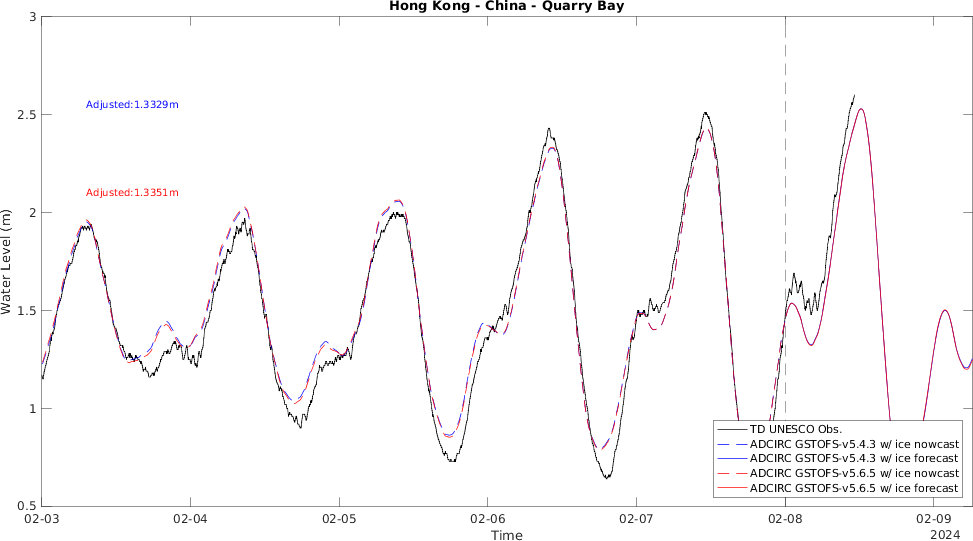 Hong Kong - China - Quarry Bay
3
2.5
2
1.5
1
0.5
Water Level (m)
Adjusted:1.3329m
Adjusted:1.3351m
TD UNESCO Obs.
ADCIRC GSTOFS-v5.4.3 w/ ice nowcast
ADCIRC GSTOFS-v5.4.3 w/ ice forecast
ADCIRC GSTOFS-v5.6.5 w/ ice nowcast
ADCIRC GSTOFS-v5.6.5 w/ ice forecast
02-03 02-04 02-05 02-06 02-07 02-08 02-09
Time
2024